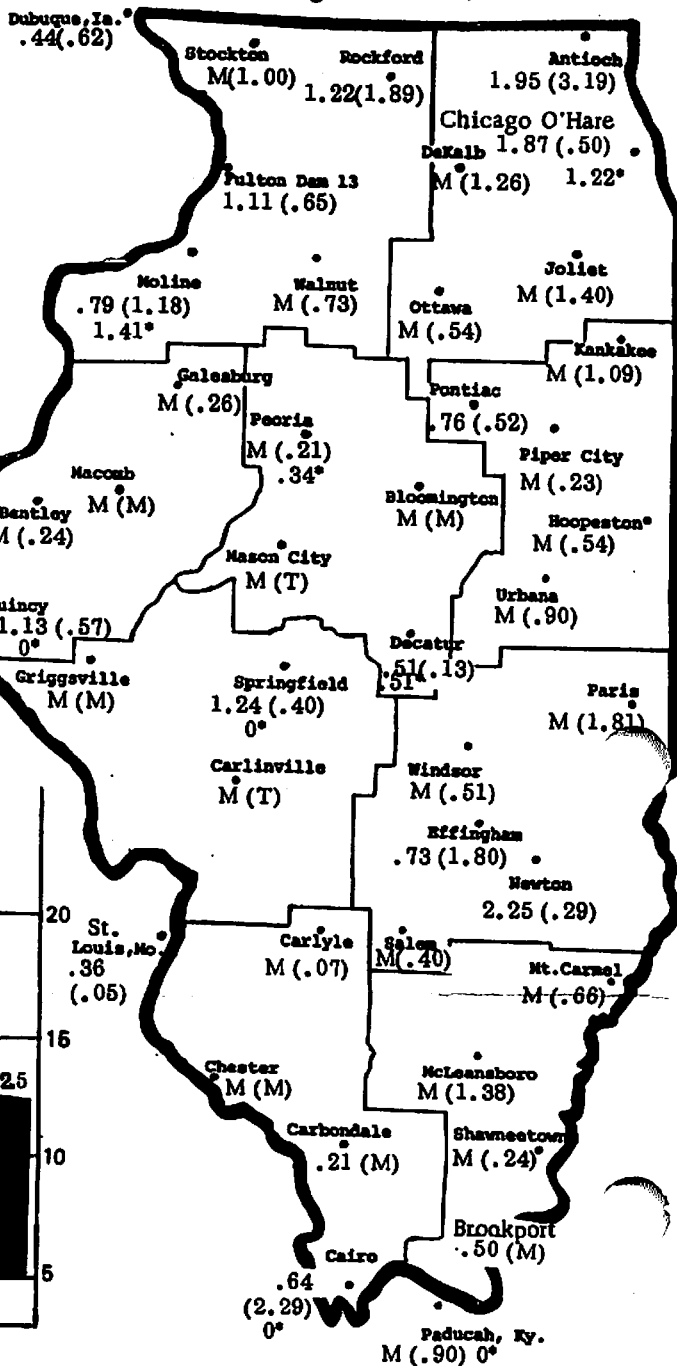 Dubuque,Ia.
.44(.62)
Stockton
M(1.00)
Rockford
1.22(1.89)
Antioch
1.95 (3.19)
Chicago O'Hare
1.87 (.50)
1.22*
DeKalb
M (1.26)
Fulton Dam 13
1.11 (.65)
Moline
.79 (1.18)
1.41*
Walnut
M (.73)
Ottawa
M (.54)
Joliet
M (1.40)
Kankakee
M (1.09)
Galesburg
M (.26)
Peoria
M (.21)
.34*
Pontiac
.76 (.52)
Piper City
M (.23)
Macomb
M (M)
Bentley
M (.24)
Bloomington
M (M)
Hoopeston*
M (.54)
Mason City
M (T)
Urbana
M (.90)
uincy
1.13 (.57)
0*
Griggsville
M (M)
Springfield
1.24 (.40)
0*
Decatur
.51(.13)
.51*
Paris
M (1.81)
Carlinville
M (T)
Windsor
M (.51)
Effingham
.73 (1.80)
Newton
2.25 (.29)
St.
Louis,Mo.
.36
(.05)
Carlyle
M (.07)
Salem
M(.40)
Mt.Carmel
M (.66)
Chester
M (M)
McLeansboro
M (1.38)
Carbondale
.21 (M)
Shawneetown
M (.24)
Brookport
.50 (M)
Cairo
.64
(2.29)
0*
Paducah, Ky.
M (.90) 0*
20
15
25
10
5